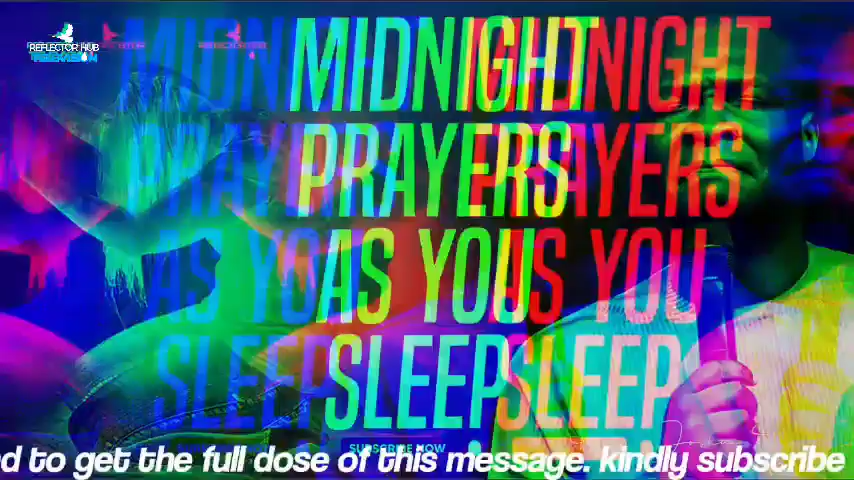 REFLECTOR HUB
MIDNIGHT
PRAYERS
AS YOU
SLEEP
SUBSCRIBE NOW
d to get the full dose of this message. kindly subscribe